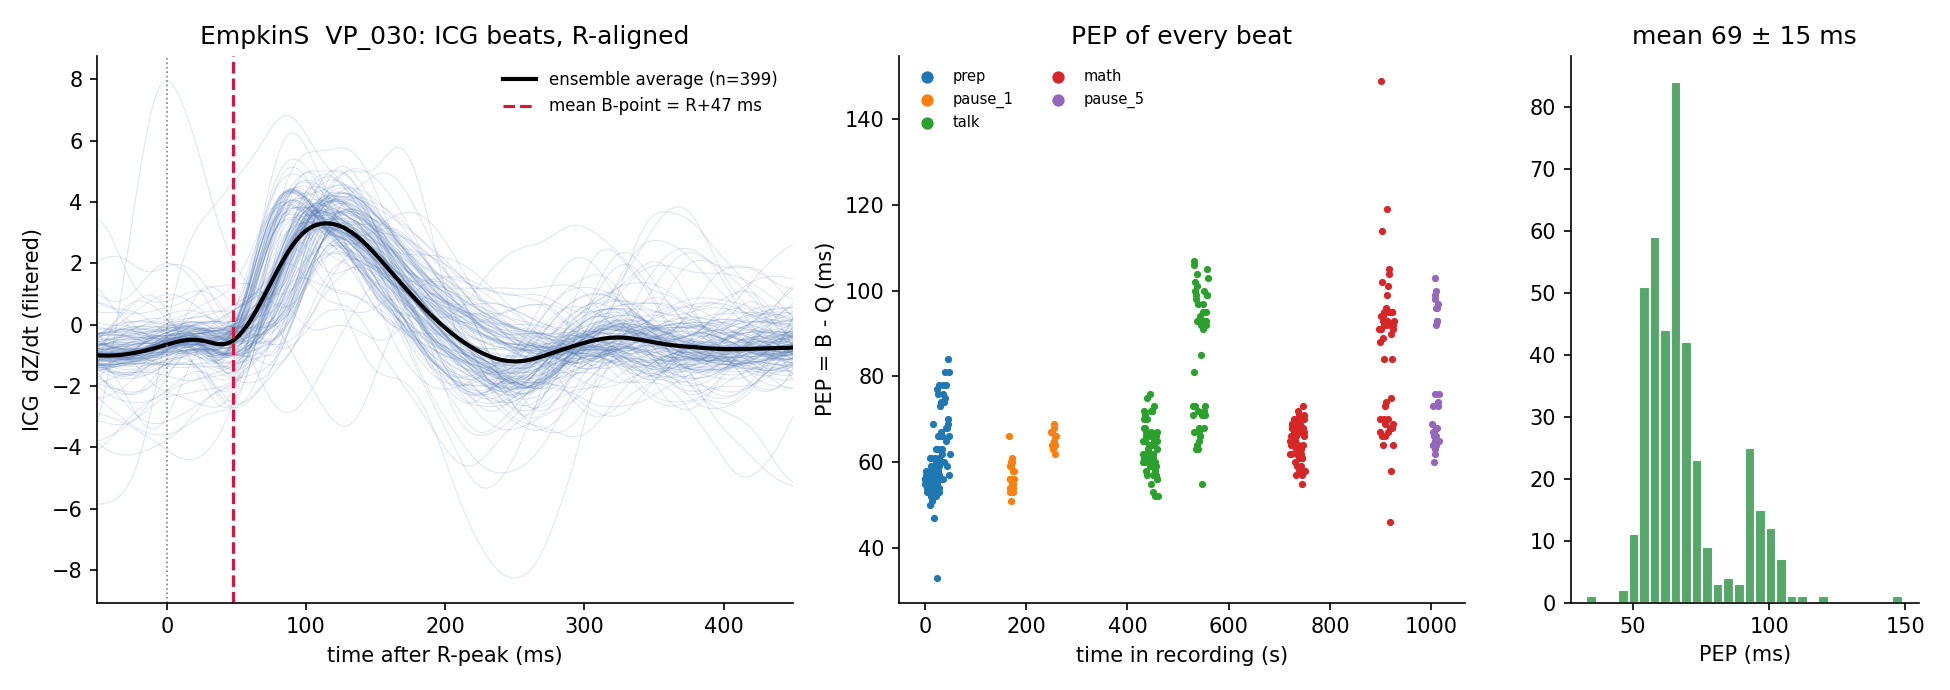 EmpkinS  VP_030: ICG beats, R-aligned
ICG  dZ/dt (filtered)
8
6
4
2
0
−2
−4
−6
−8
ensemble average (n=399)
mean B-point = R+47 ms
0
100
200
300
400
time after R-peak (ms)
PEP of every beat
PEP = B - Q (ms)
140
120
100
80
60
40
prep
pause_1
talk
math
pause_5
0
200
400
600
800
1000
time in recording (s)
mean 69 ± 15 ms
80
70
60
50
40
30
20
10
0
50
100
150
PEP (ms)